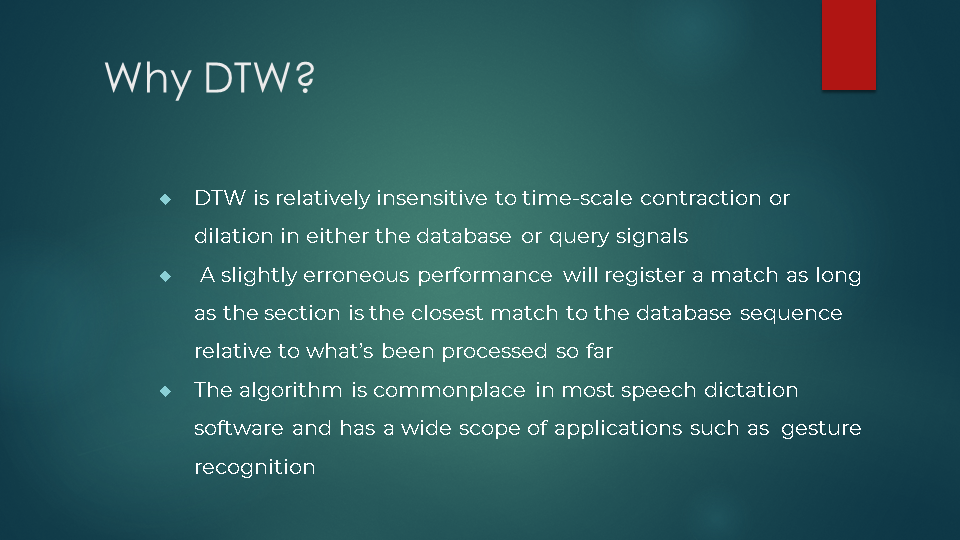 Why DTW?
DTW is relatively insensitive to time-scale contraction or
dilation in either the database or query signals
A slightly erroneous performance will register a match as long
as the section is the closest match to the database sequence
relative to what's been processed so far
The algorithm is commonplace in most speech dictation
software and has a wide scope of applications such as gesture
recognition